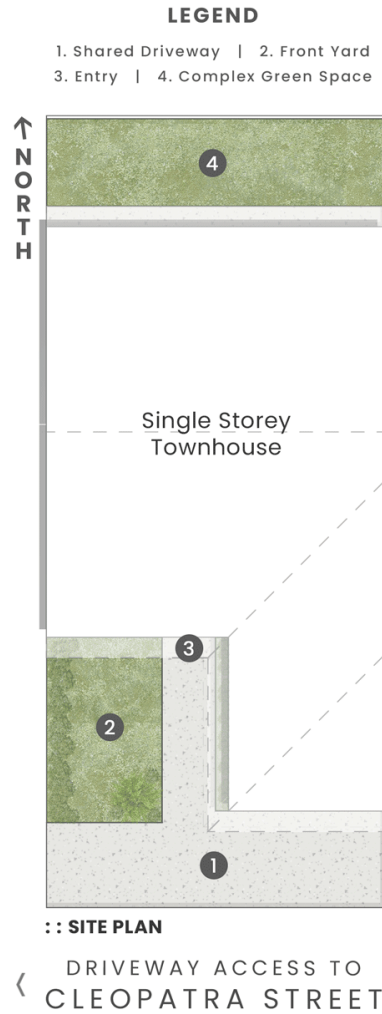 LEGEND
1. Shared Driveway | 2. Front Yard
3. Entry | 4. Complex Green Space
NORTH
4
Single Storey
Townhouse
3
2
1
:: SITE PLAN
DRIVEWAY ACCESS TO
CLEOPATRA STREET